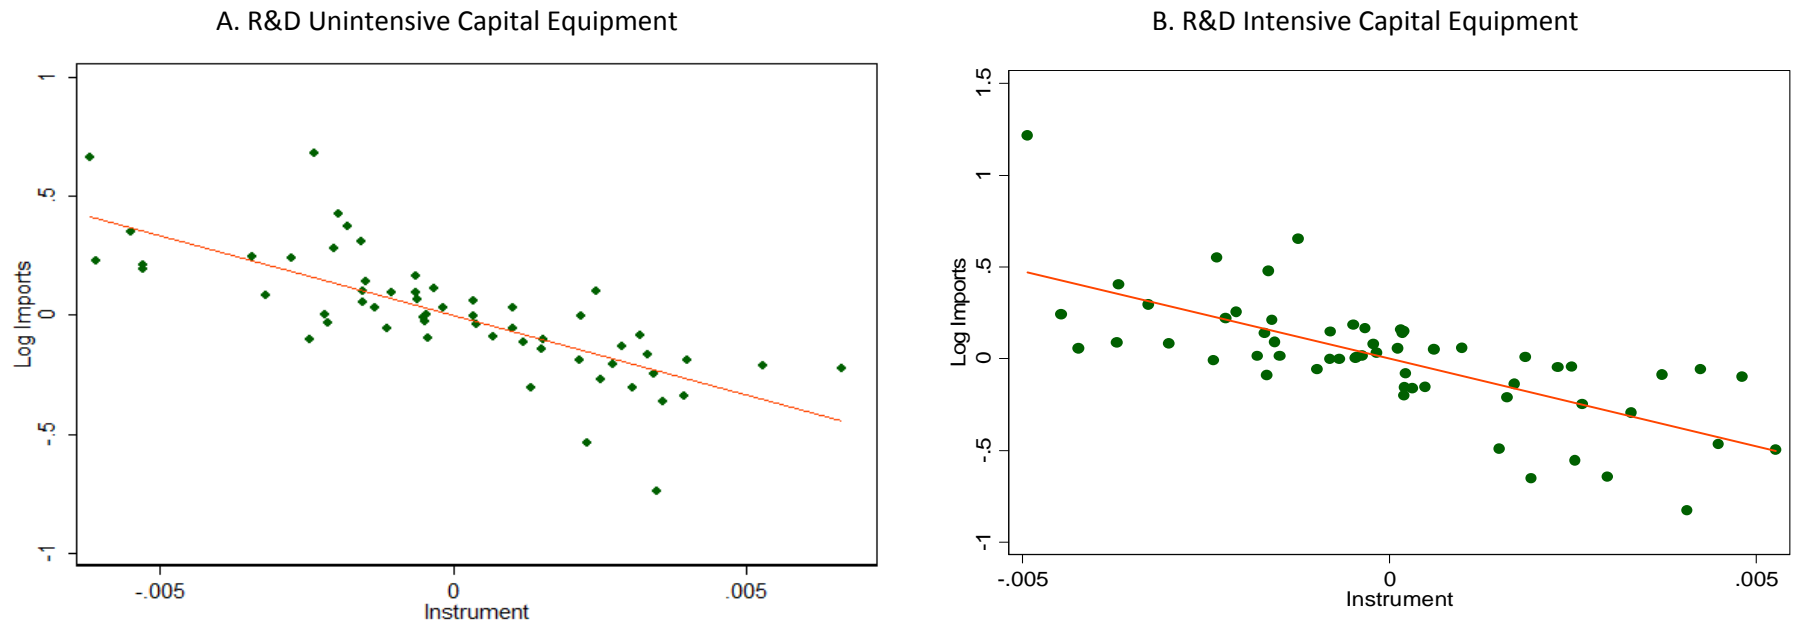 A. R&D Unintensive Capital Equipment
1
.5
0
-.5
-1
Log Imports
-.005
0
.005
Instrument
B. R&D Intensive Capital Equipment
1.5
1
.5
0
-.5
-1
Log Imports
-.005
0
.005
Instrument